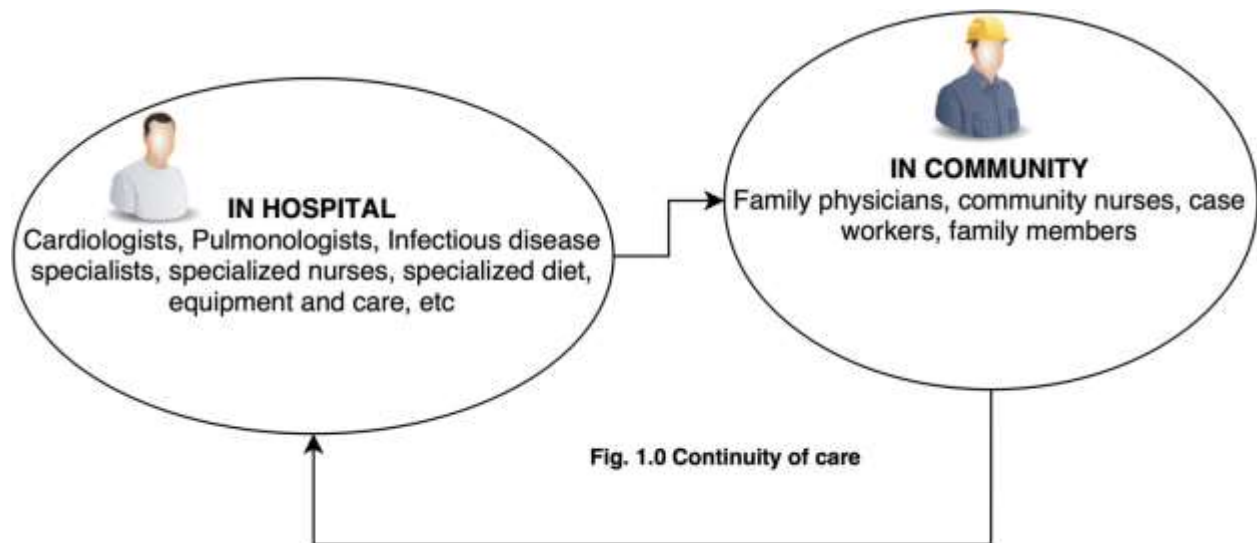 IN HOSPITAL
Cardiologists, Pulmonologists, Infectious disease
specialists, specialized nurses, specialized diet,
equipment and care, etc
IN COMMUNITY
Family physicians, community nurses, case
workers, family members
Fig. 1.0 Continuity of care